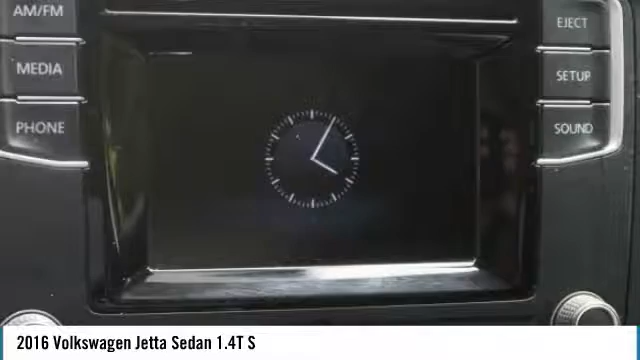 AM/FM
MEDIA
PHONE
EJECT
SETUP
SOUND
2016 Volkswagen Jetta Sedan 1.4T S